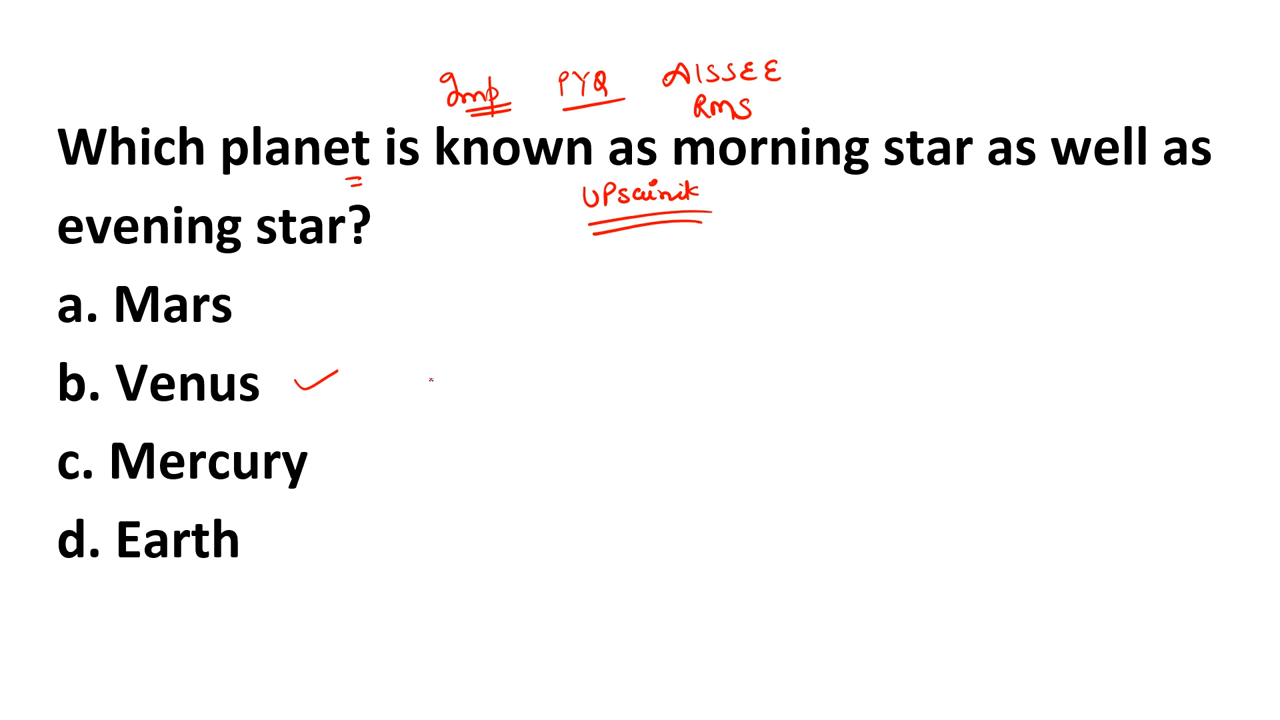 Imp PYQ AISSEE
RMS
Which planet is known as morning star as well as
UPsainik
evening star?
a. Mars
b. Venus
c. Mercury
d. Earth